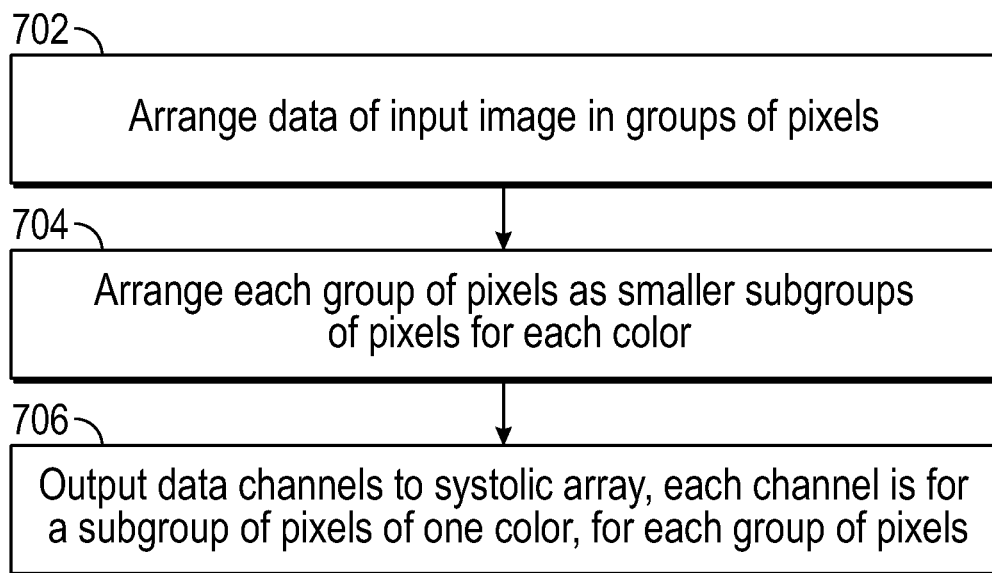 702
Arrange data of input image in groups of pixels
704
Arrange each group of pixels as smaller subgroups
of pixels for each color
706
Output data channels to systolic array, each channel is for
a subgroup of pixels of one color, for each group of pixels